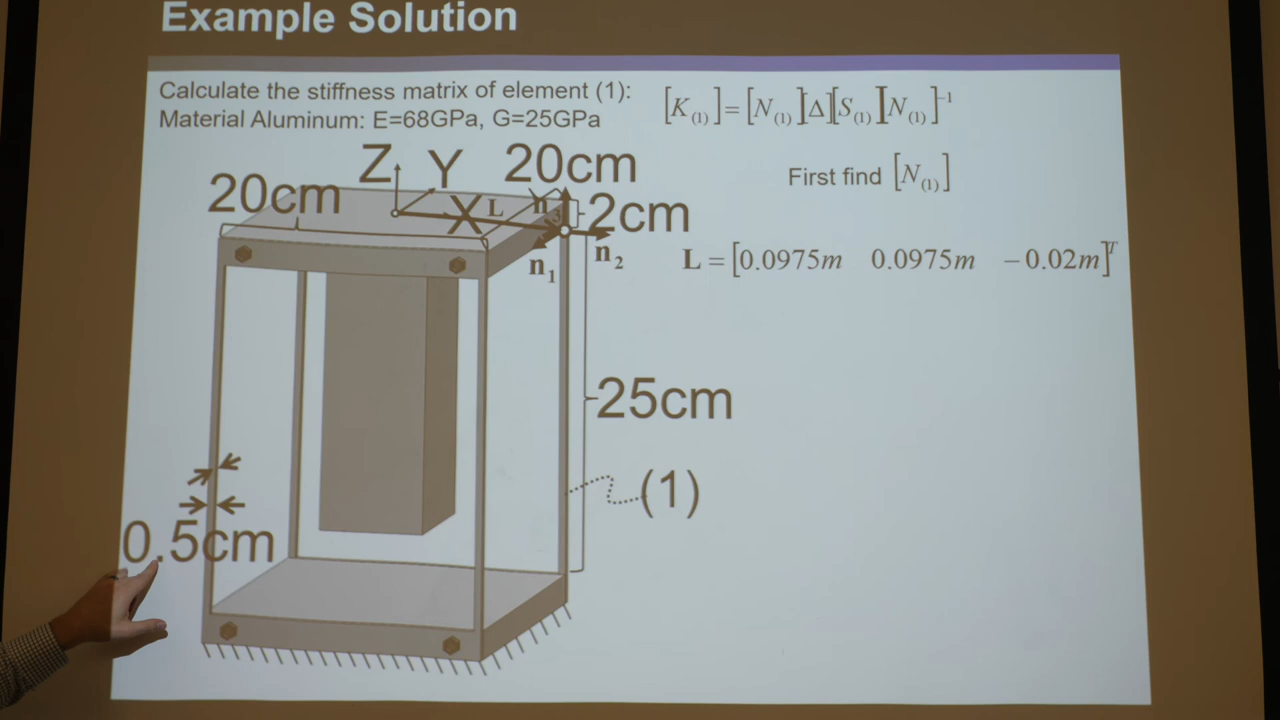 Example Solution
Calculate the stiffness matrix of element (1):
Material Aluminum: E=68GPa, G=25GPa
[K(1)]=[N(1)][Δ][S(1)][N(1)]⁻¹
First find [N(1)]
Z Y 20cm
20cm X L n3 2cm
n1 n2
L = [0.0975m 0.0975m −0.02m]ᵀ
25cm
(1)
0.5cm